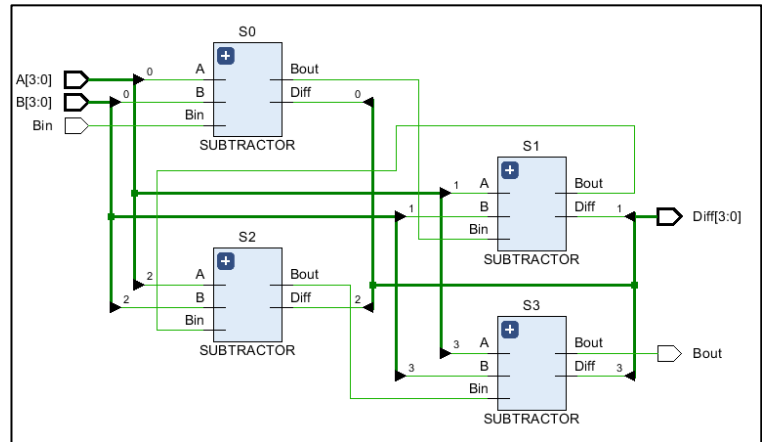 S0
A[3:0]
0
A
Bout
B[3:0]
0
B
Diff
0
Bin
Bin
SUBTRACTOR
S1
1
A
Bout
1
B
Diff
1
Diff[3:0]
Bin
SUBTRACTOR
S2
2
A
Bout
2
B
Diff
2
Bin
SUBTRACTOR
S3
3
A
Bout
Bout
3
B
Diff
3
Bin
SUBTRACTOR